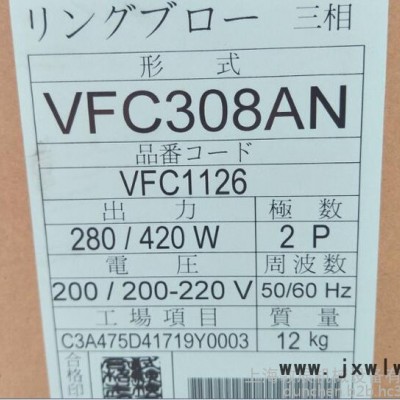 リングブロー 三相
形式
VFC308AN
品番コード
VFC1126
出力 極数
280 / 420 W 2 P
電圧 周波数
200 / 200-220 V 50/60 Hz
工場項目 質量
C3A475D41719Y0003 12 kg
合格印
www.jxwlw